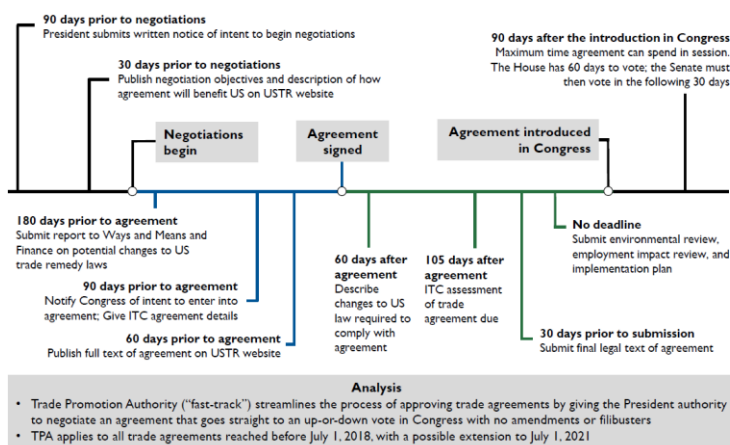 90 days prior to negotiations
President submits written notice of intent to begin negotiations
30 days prior to negotiations
Publish negotiation objectives and description of how
agreement will benefit US on USTR website
90 days after the introduction in Congress
Maximum time agreement can spend in session.
The House has 60 days to vote; the Senate must
then vote in the following 30 days
Negotiations
begin
Agreement
signed
Agreement introduced
in Congress
180 days prior to agreement
Submit report to Ways and Means and
Finance on potential changes to US
trade remedy laws
90 days prior to agreement
Notify Congress of intent to enter into
agreement; Give ITC agreement details
60 days prior to agreement
Publish full text of agreement on USTR website
60 days after
agreement
Describe
changes to US
law required to
comply with
agreement
105 days after
agreement
ITC assessment
of trade
agreement due
No deadline
Submit environmental review,
employment impact review, and
implementation plan
30 days prior to submission
Submit final legal text of agreement
Analysis
• Trade Promotion Authority (“fast-track”) streamlines the process of approving trade agreements by giving the President authority
to negotiate an agreement that goes straight to an up-or-down vote in Congress with no amendments or filibusters
• TPA applies to all trade agreements reached before July 1, 2018, with a possible extension to July 1, 2021